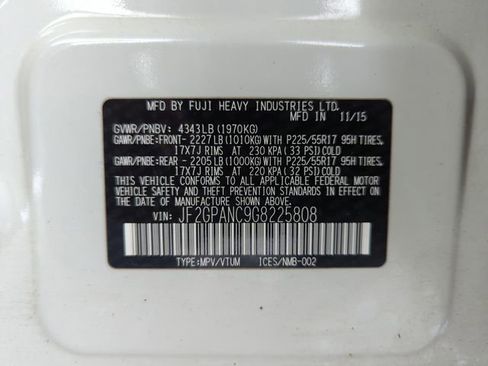 MFD BY FUJI HEAVY INDUSTRIES LTD.
MFD IN 11/15
GVWR/PNBV: 4343LB (1970KG)
GAWR/PNBE:FRONT- 2227LB(1010KG)WITH P225/55R17 95H TIRES,
17X7J RIMS AT 230 KPA(33 PSI)COLD
GAWR/PNBE:REAR - 2205LB(1000KG)WITH P225/55R17 95H TIRES,
17X7J RIMS AT 220 KPA(32 PSI)COLD
THIS VEHICLE CONFORMS TO ALL APPLICABLE U.S. FEDERAL MOTOR
VEHICLE SAFETY AND THEFT PREVENTION STANDARDS IN EFFECT ON THE
DATE OF MANUFACTURE SHOWN ABOVE.
VIN: JF2GPANC9G8225808
TYPE:MPV/VTUM ICES/NMB-002